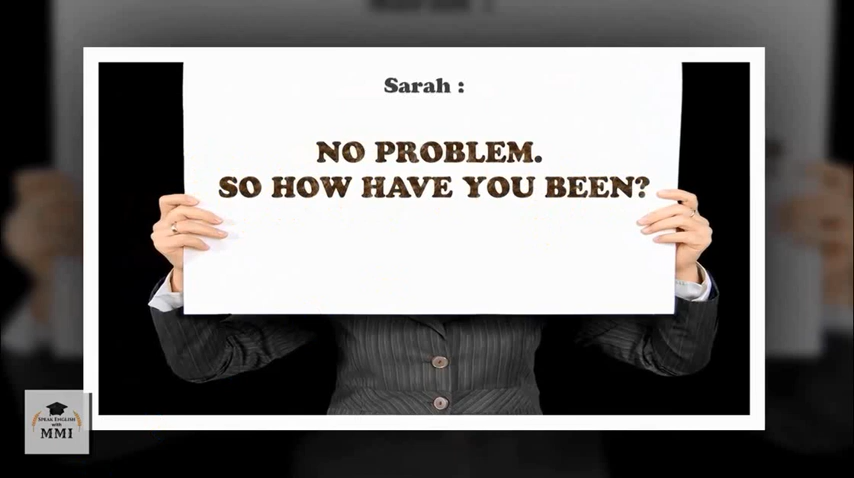 Sarah :
NO PROBLEM.
SO HOW HAVE YOU BEEN?
SPEAK ENGLISH
with
MMI